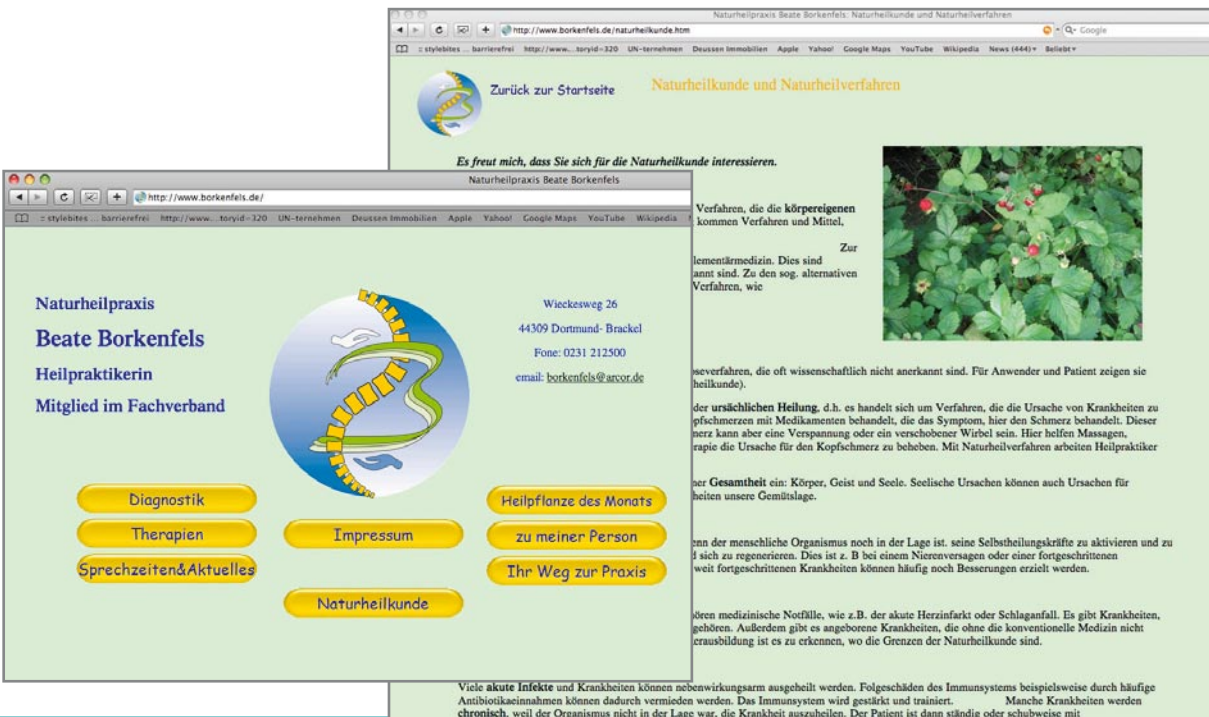 Naturheilpraxis Beate Borkenfels: Naturheilkunde und Naturheilverfahren
http://www.borkenfels.de/naturheilkunde.htm
Google
:: stylebites ... barrierefrei http://www....toryid=320 UN-ternehmen Deussen Immobilien Apple Yahoo! Google Maps YouTube Wikipedia News (444) Beliebt
Zurück zur Startseite
Naturheilkunde und Naturheilverfahren
Es freut mich, dass Sie sich für die Naturheilkunde interessieren.
Verfahren, die die körpereigenen
kommen Verfahren und Mittel,
Zur
lementärmedizin. Dies sind
annt sind. Zu den sog. alternativen
Verfahren, wie
oseverfahren, die oft wissenschaftlich nicht anerkannt sind. Für Anwender und Patient zeigen sie
heilkunde).
der ursächlichen Heilung, d.h. es handelt sich um Verfahren, die die Ursache von Krankheiten zu
opfschmerzen mit Medikamenten behandelt, die das Symptom, hier den Schmerz behandelt. Dieser
merz kann aber eine Verspannung oder ein verschobener Wirbel sein. Hier helfen Massagen,
erapie die Ursache für den Kopfschmerz zu beheben. Mit Naturheilverfahren arbeiten Heilpraktiker
ner Gesamtheit ein: Körper, Geist und Seele. Seelische Ursachen können auch Ursachen für
heiten unsere Gemütslage.
enn der menschliche Organismus noch in der Lage ist. seine Selbstheilungskräfte zu aktivieren und zu
d sich zu regenerieren. Dies ist z. B bei einem Nierenversagen oder einer fortgeschrittenen
weit fortgeschrittenen Krankheiten können häufig noch Besserungen erzielt werden.
hören medizinische Notfälle, wie z.B. der akute Herzinfarkt oder Schlaganfall. Es gibt Krankheiten,
gehören. Außerdem gibt es angeborene Krankheiten, die ohne die konventionelle Medizin nicht
kerausbildung ist es zu erkennen, wo die Grenzen der Naturheilkunde sind.
Viele akute Infekte und Krankheiten können nebenwirkungsarm ausgeheilt werden. Folgeschäden des Immunsystems beispielsweise durch häufige
Antibiotikaeinnahmen können dadurch vermieden werden. Das Immunsystem wird gestärkt und trainiert. Manche Krankheiten werden
chronisch, weil der Organismus nicht in der Lage war, die Krankheit auszuheilen. Der Patient ist dann ständig oder schubweise mit
Naturheilpraxis Beate Borkenfels
http://www.borkenfels.de/
:: stylebites ... barrierefrei http://www....toryid=320 UN-ternehmen Deussen Immobilien Apple Yahoo! Google Maps YouTube Wikipedia
Naturheilpraxis
Beate Borkenfels
Heilpraktikerin
Mitglied im Fachverband
Wieckesweg 26
44309 Dortmund- Brackel
Fone: 0231 212500
email: borkenfels@arcor.de
Diagnostik
Therapien
Sprechzeiten&Aktuelles
Impressum
Naturheilkunde
Heilpflanze des Monats
zu meiner Person
Ihr Weg zur Praxis